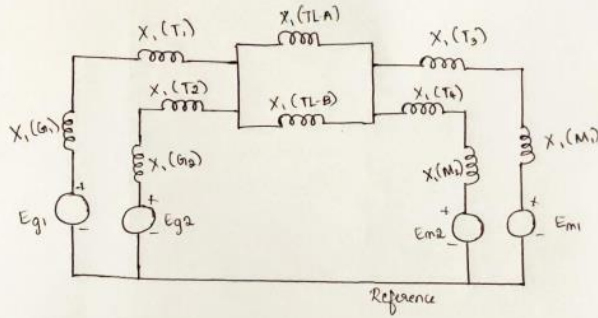 X₁(TL-A)
X₁(T₁)
X₁(T₃)
X₁(T2)
X₁(TL-B)
X₁(T₄)
X₁(G₁)
X₁(G₂)
X₁(M₂)
X₁(M₁)
+
+
+
+
Eg1
Eg2
Em2
Em1
-
-
-
-
Reference